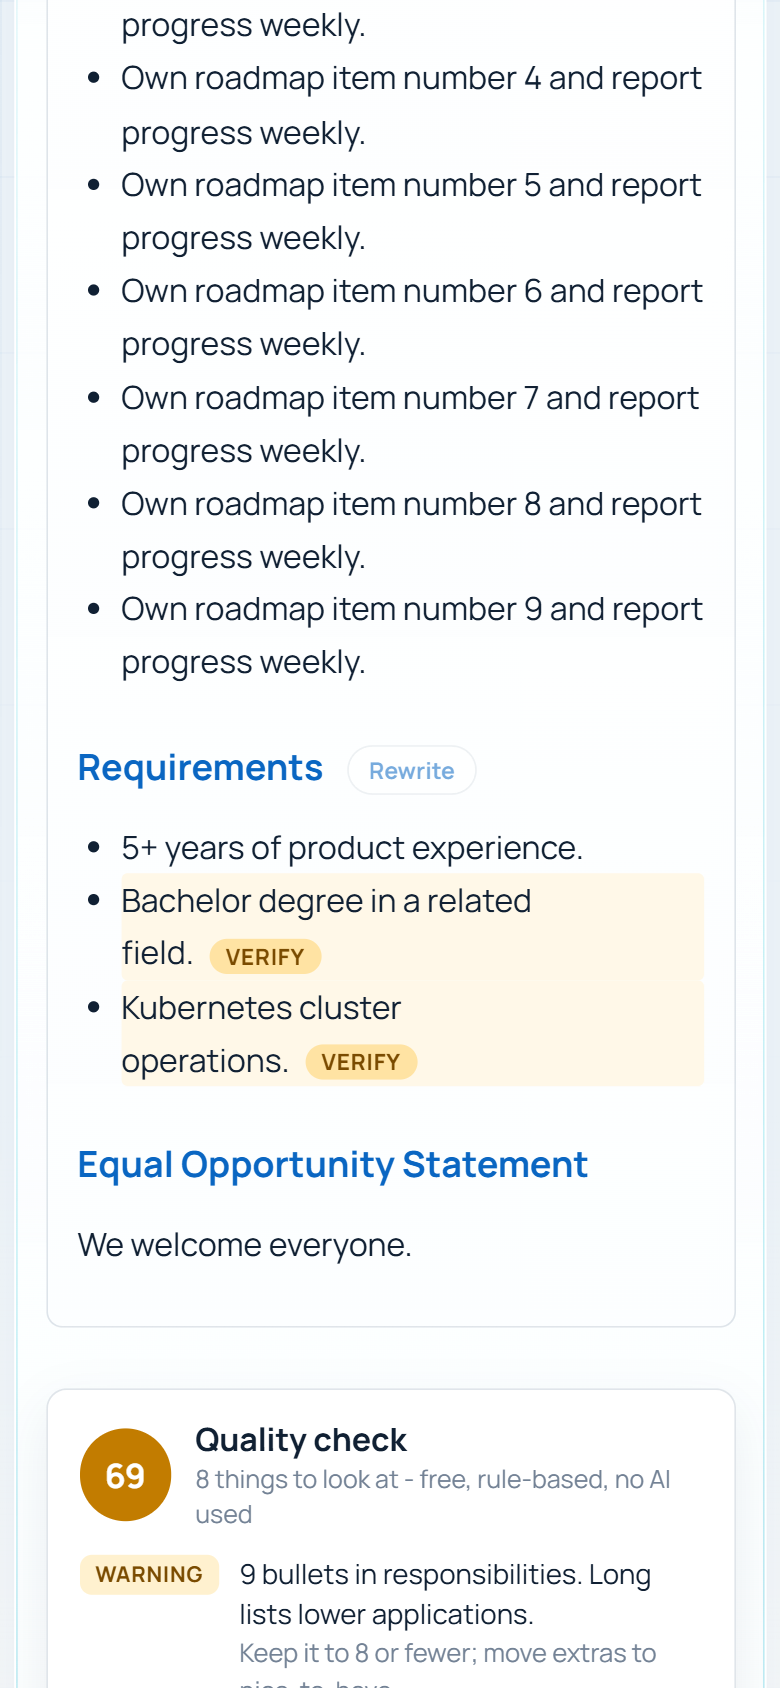 progress weekly.
Own roadmap item number 4 and report
progress weekly.
Own roadmap item number 5 and report
progress weekly.
Own roadmap item number 6 and report
progress weekly.
Own roadmap item number 7 and report
progress weekly.
Own roadmap item number 8 and report
progress weekly.
Own roadmap item number 9 and report
progress weekly.
Requirements Rewrite
5+ years of product experience.
Bachelor degree in a related
field. VERIFY
Kubernetes cluster
operations. VERIFY
Equal Opportunity Statement
We welcome everyone.
69 Quality check
8 things to look at - free, rule-based, no AI
used
WARNING 9 bullets in responsibilities. Long
lists lower applications.
Keep it to 8 or fewer; move extras to